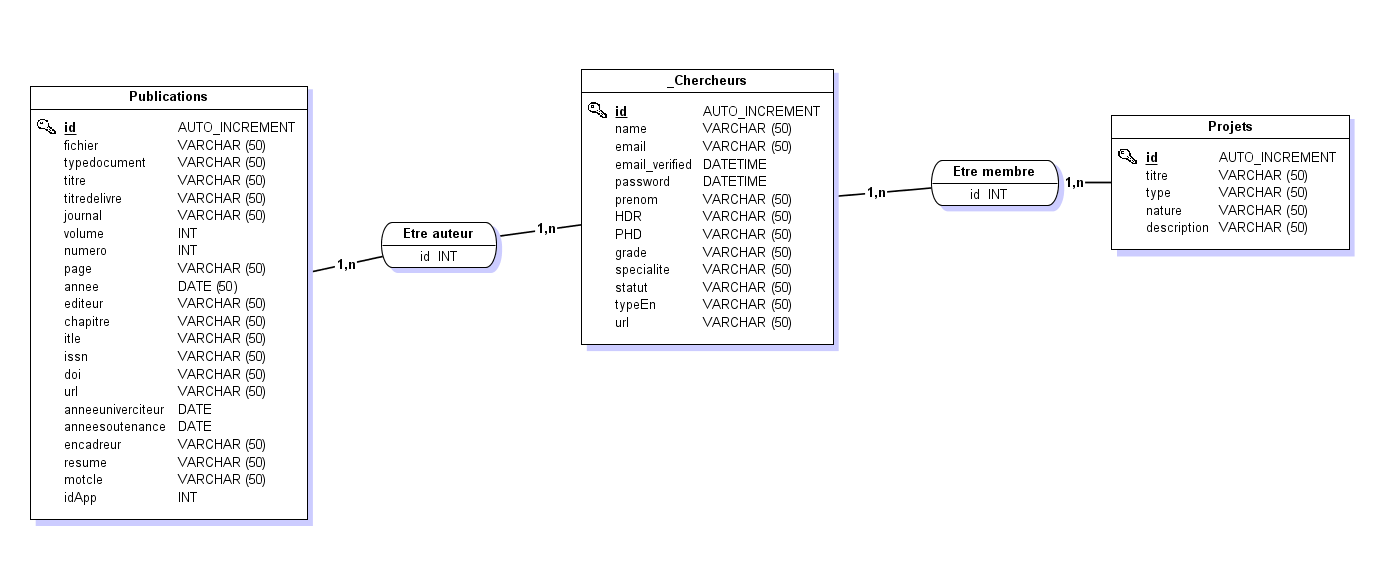 Publications
id AUTO_INCREMENT
fichier VARCHAR (50)
typedocument VARCHAR (50)
titre VARCHAR (50)
titredelivre VARCHAR (50)
journal VARCHAR (50)
volume INT
numero INT
page VARCHAR (50)
annee DATE (50)
editeur VARCHAR (50)
chapitre VARCHAR (50)
itle VARCHAR (50)
issn VARCHAR (50)
doi VARCHAR (50)
url VARCHAR (50)
anneeuniverciteur DATE
anneesoutenance DATE
encadreur VARCHAR (50)
resume VARCHAR (50)
motcle VARCHAR (50)
idApp INT
1,n
Etre auteur
id INT
1,n
_Chercheurs
id AUTO_INCREMENT
name VARCHAR (50)
email VARCHAR (50)
email_verified DATETIME
password DATETIME
prenom VARCHAR (50)
HDR VARCHAR (50)
PHD VARCHAR (50)
grade VARCHAR (50)
specialite VARCHAR (50)
statut VARCHAR (50)
typeEn VARCHAR (50)
url VARCHAR (50)
1,n
Etre membre
id INT
1,n
Projets
id AUTO_INCREMENT
titre VARCHAR (50)
type VARCHAR (50)
nature VARCHAR (50)
description VARCHAR (50)